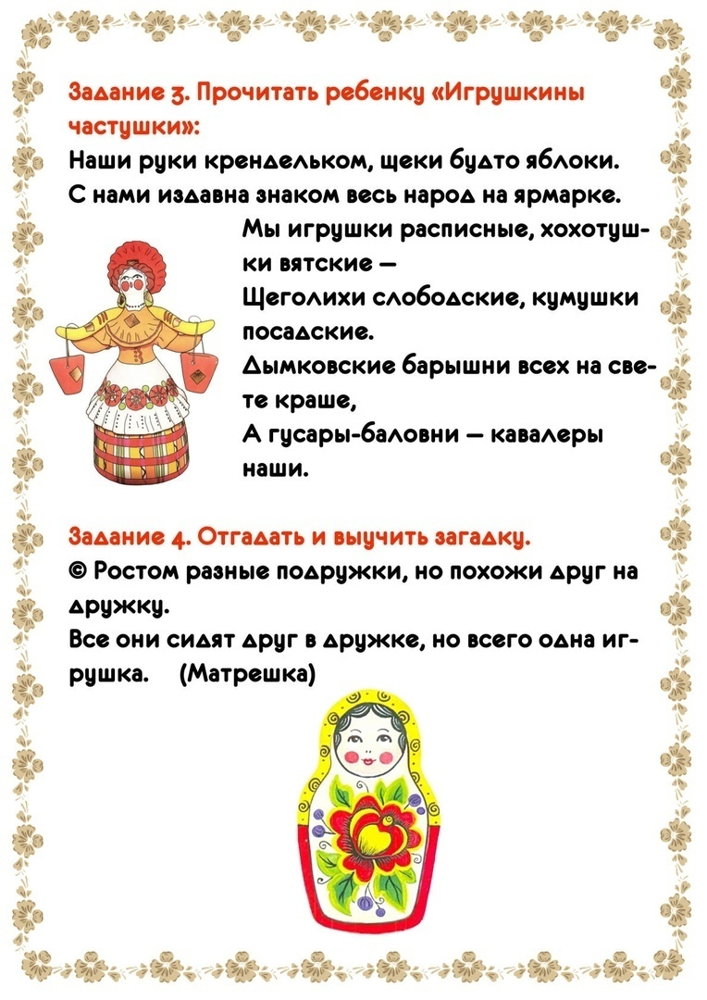 Задание 3. Прочитать ребенку «Игрушкины
частушки»:
Наши руки крендельком, щеки будто яблоки.
С нами издавна знаком весь народ на ярмарке.
Мы игрушки расписные, хохотуш-
ки вятские –
Щеголихи слободские, кумушки
посадские.
Дымковские барышни всех на све-
те краше,
А гусары-баловни – кавалеры
наши.
Задание 4. Отгадать и выучить загадку.
© Ростом разные подружки, но похожи друг на
дружку.
Все они сидят друг в дружке, но всего одна иг-
рушка. (Матрешка)